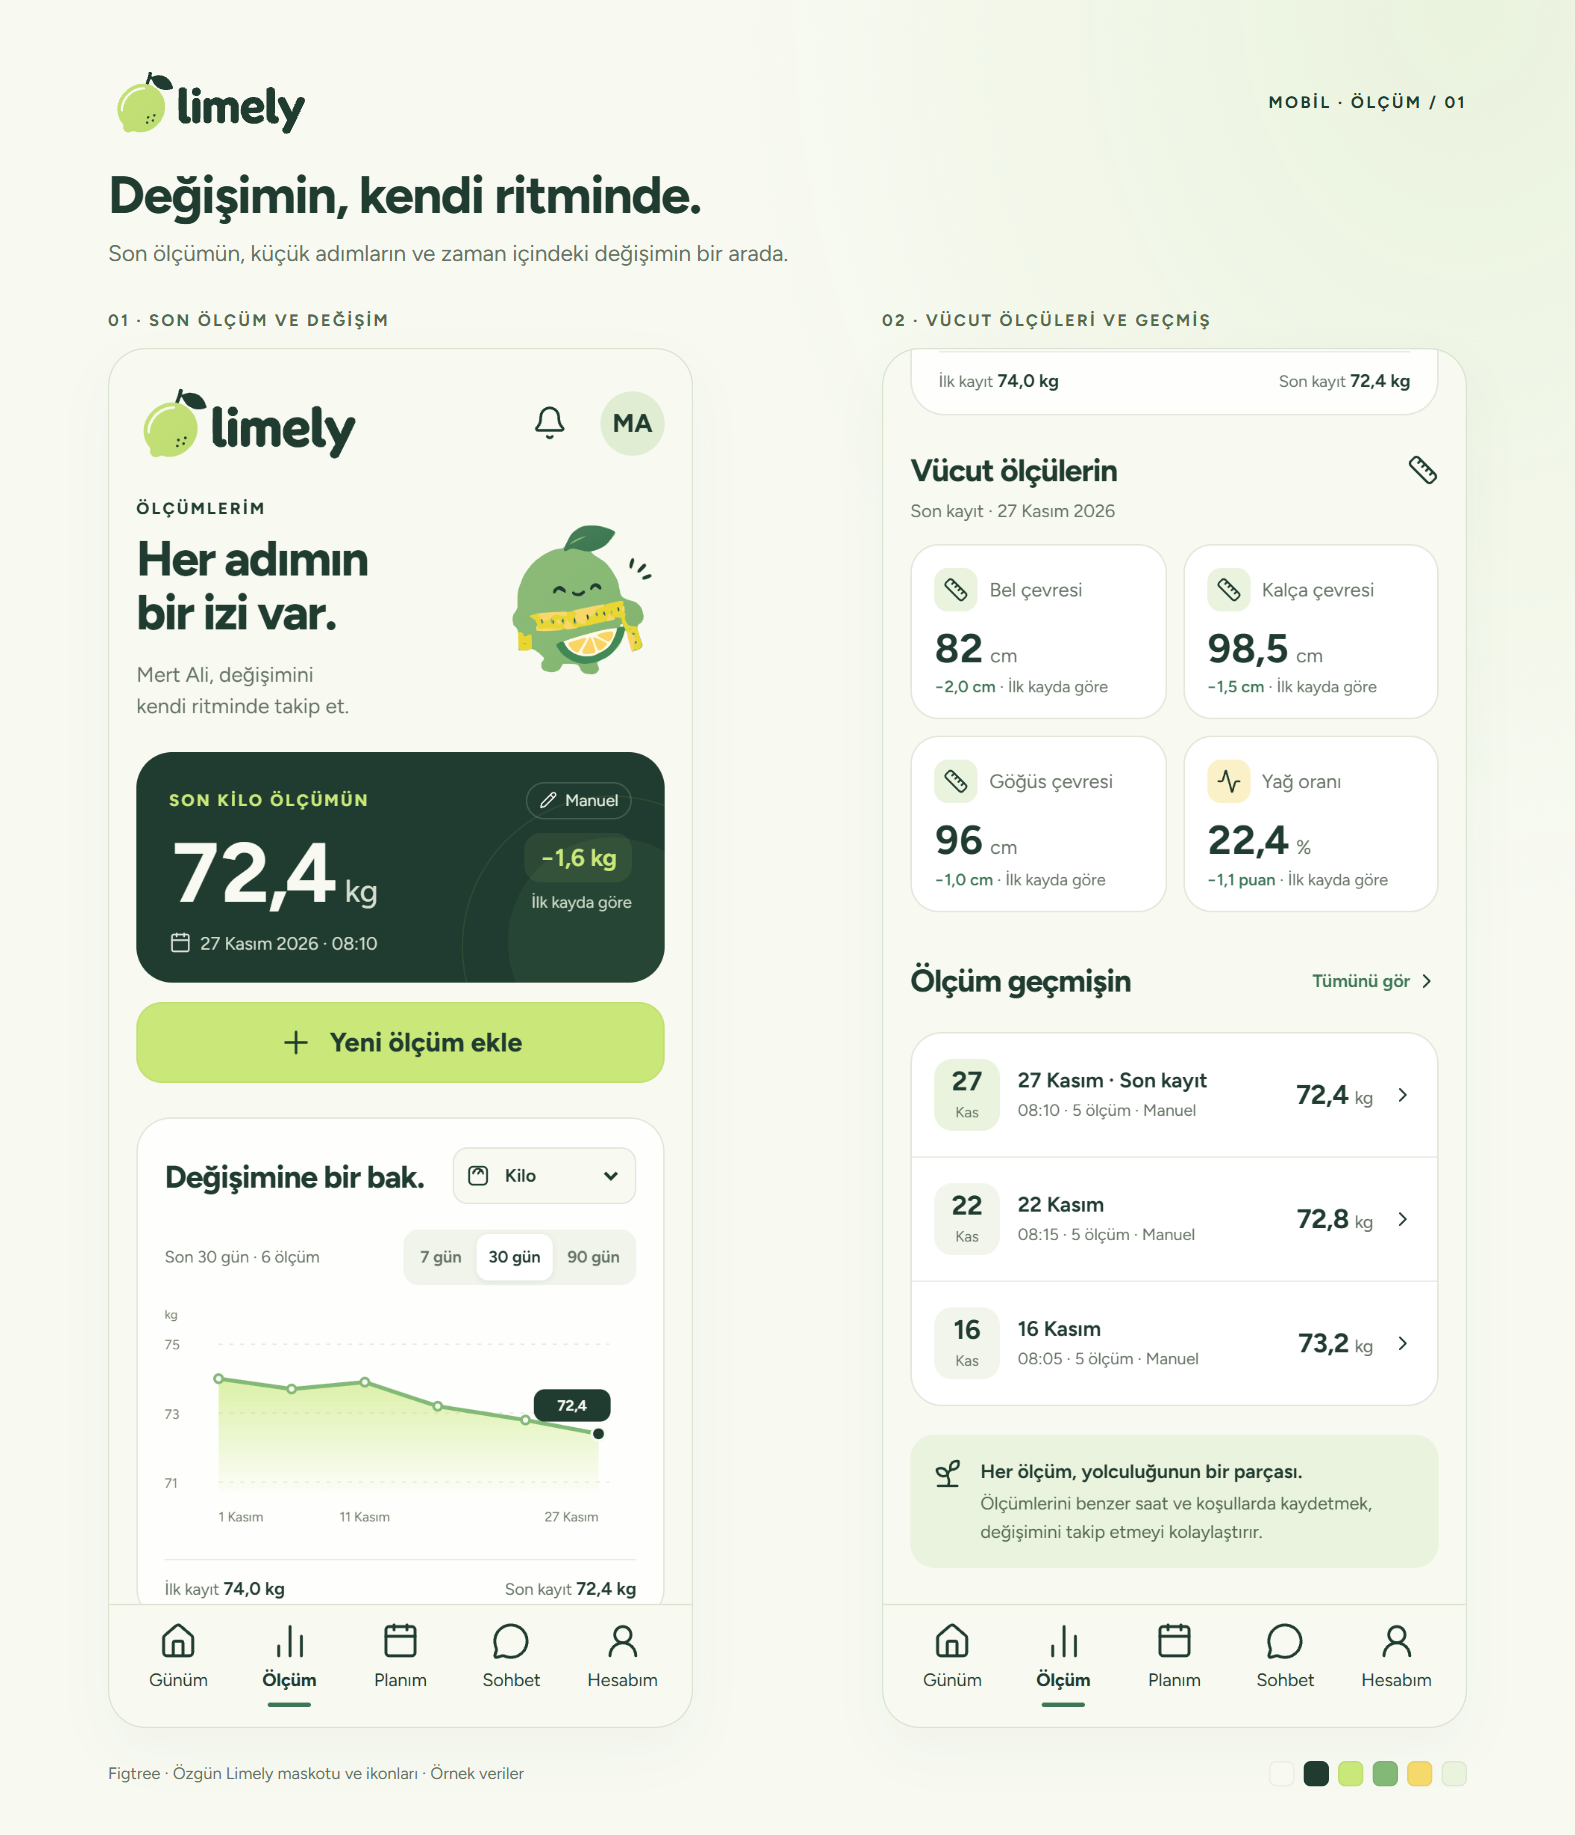 limely
MOBİL · ÖLÇÜM / 01
Değişimin, kendi ritminde.
Son ölçümün, küçük adımların ve zaman içindeki değişimin bir arada.
01 · SON ÖLÇÜM VE DEĞİŞİM
limely
MA
ÖLÇÜMLERİM
Her adımın
bir izi var.
Mert Ali, değişimini
kendi ritminde takip et.
SON KİLO ÖLÇÜMÜN
Manuel
72,4 kg
−1,6 kg
İlk kayda göre
27 Kasım 2026 · 08:10
Yeni ölçüm ekle
Değişimine bir bak.
Kilo
Son 30 gün · 6 ölçüm
7 gün 30 gün 90 gün
kg
75
73
71
72,4
1 Kasım 11 Kasım 27 Kasım
İlk kayıt 74,0 kg
Son kayıt 72,4 kg
Günüm Ölçüm Planım Sohbet Hesabım
02 · VÜCUT ÖLÇÜLERİ VE GEÇMİŞ
İlk kayıt 74,0 kg
Son kayıt 72,4 kg
Vücut ölçülerin
Son kayıt · 27 Kasım 2026
Bel çevresi
82 cm
−2,0 cm · İlk kayda göre
Kalça çevresi
98,5 cm
−1,5 cm · İlk kayda göre
Göğüs çevresi
96 cm
−1,0 cm · İlk kayda göre
Yağ oranı
22,4 %
−1,1 puan · İlk kayda göre
Ölçüm geçmişin
Tümünü gör
27
Kas
27 Kasım · Son kayıt
08:10 · 5 ölçüm · Manuel
72,4 kg
22
Kas
22 Kasım
08:15 · 5 ölçüm · Manuel
72,8 kg
16
Kas
16 Kasım
08:05 · 5 ölçüm · Manuel
73,2 kg
Her ölçüm, yolculuğunun bir parçası.
Ölçümlerini benzer saat ve koşullarda kaydetmek,
değişimini takip etmeyi kolaylaştırır.
Günüm Ölçüm Planım Sohbet Hesabım
Figtree · Özgün Limely maskotu ve ikonları · Örnek veriler